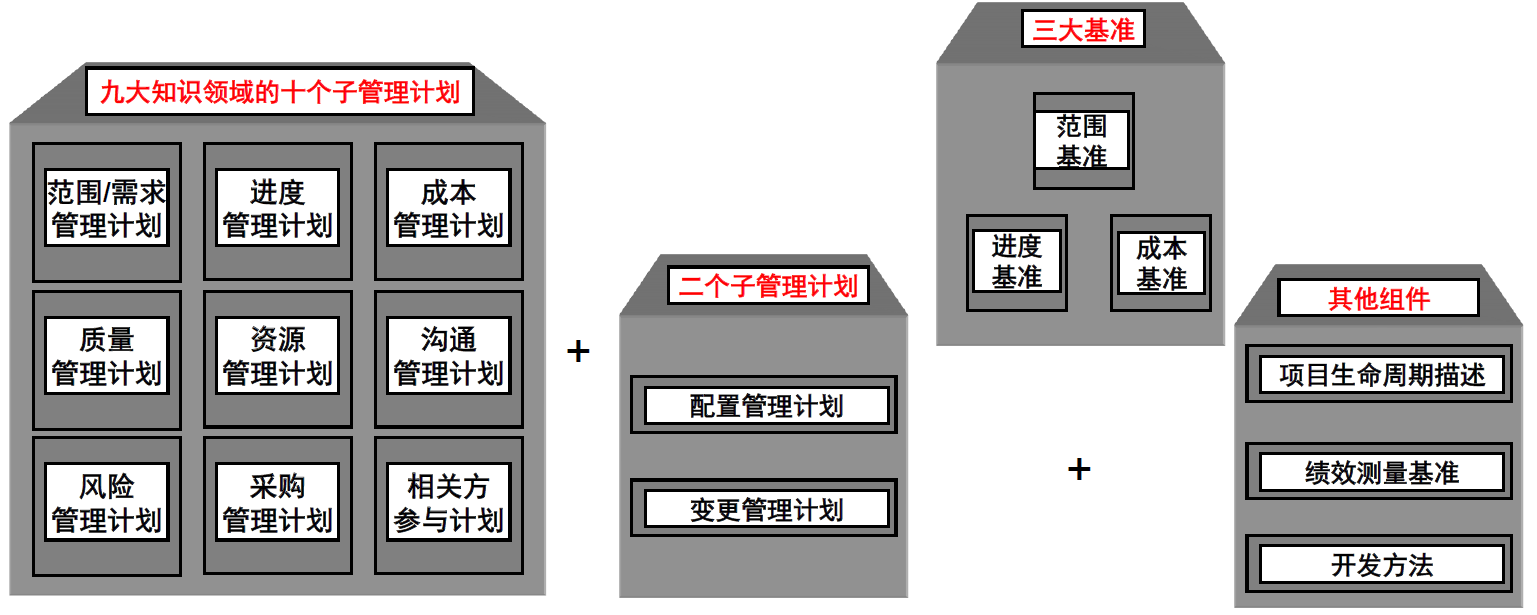 九大知识领域的十个子管理计划
范围/需求
管理计划
进度
管理计划
成本
管理计划
质量
管理计划
资源
管理计划
沟通
管理计划
风险
管理计划
采购
管理计划
相关方
参与计划
+
二个子管理计划
配置管理计划
变更管理计划
三大基准
范围
基准
进度
基准
成本
基准
+
其他组件
项目生命周期描述
绩效测量基准
开发方法